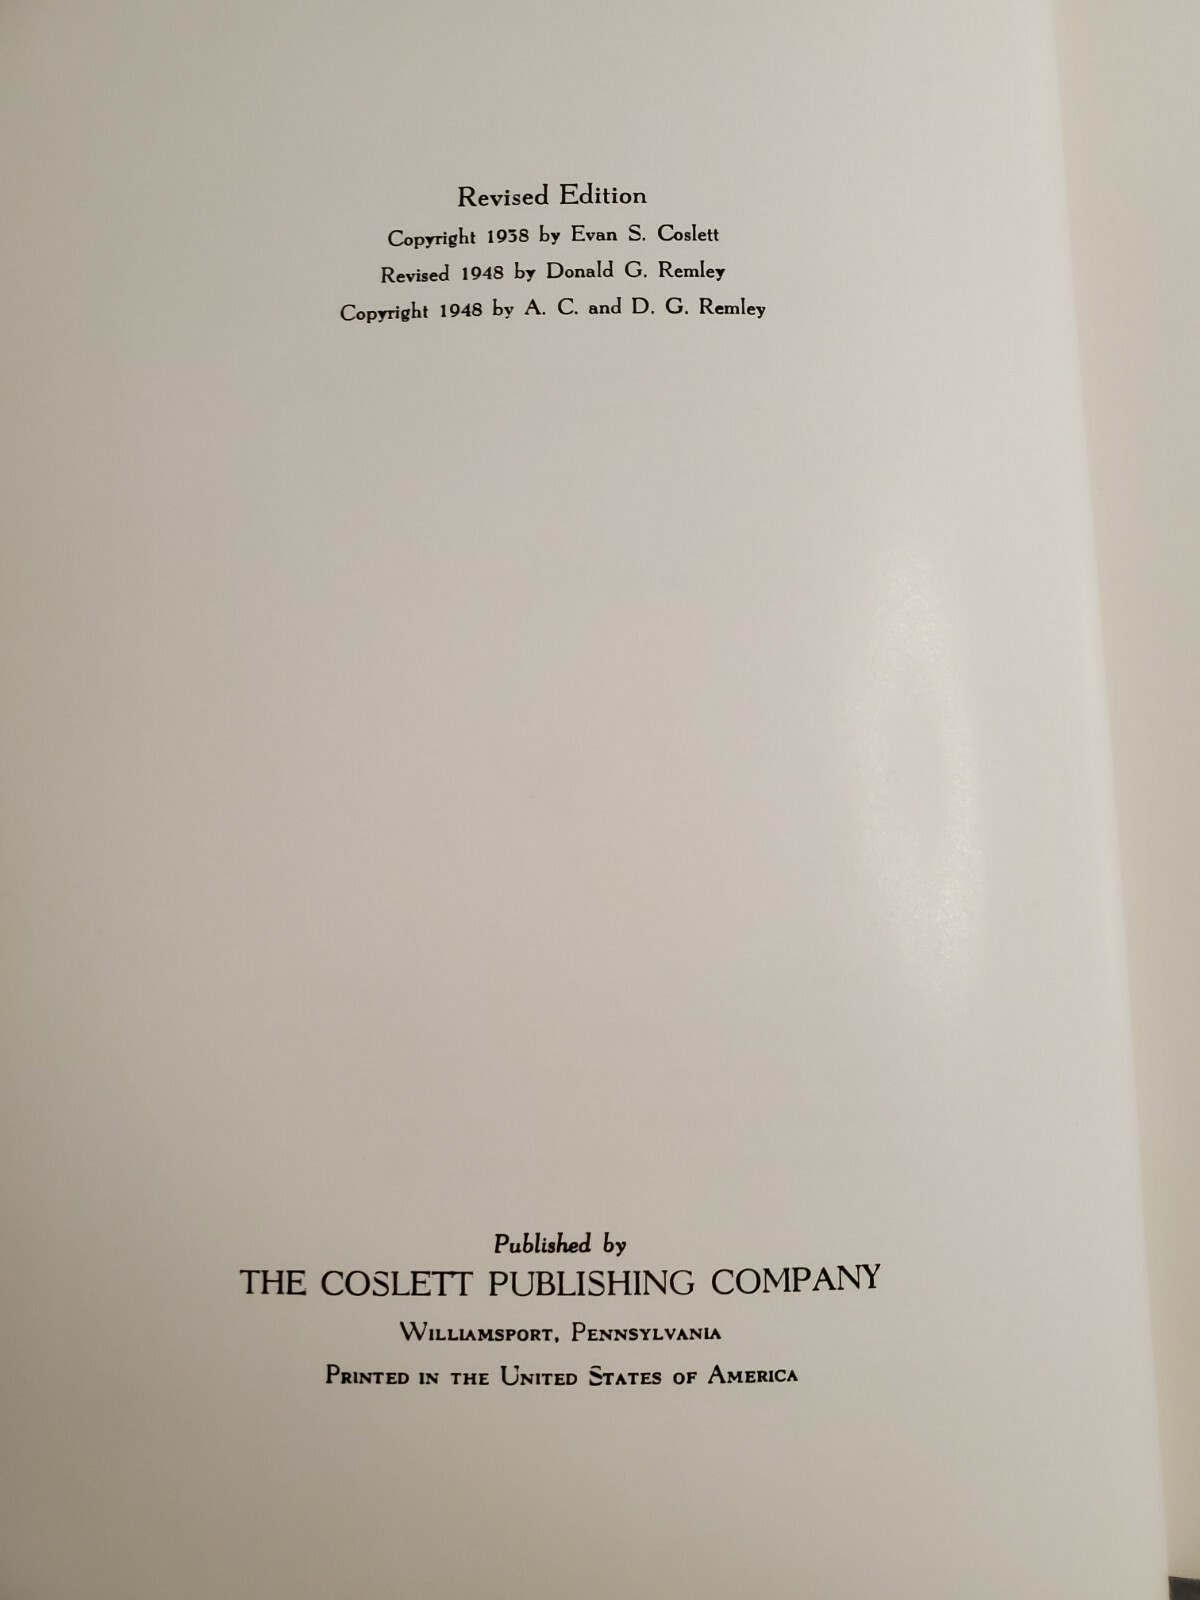 Revised Edition
Copyright 1938 by Evan S. Coslett
Revised 1948 by Donald G. Remley
Copyright 1948 by A. C. and D. G. Remley
Published by
THE COSLETT PUBLISHING COMPANY
WILLIAMSPORT, PENNSYLVANIA
PRINTED IN THE UNITED STATES OF AMERICA